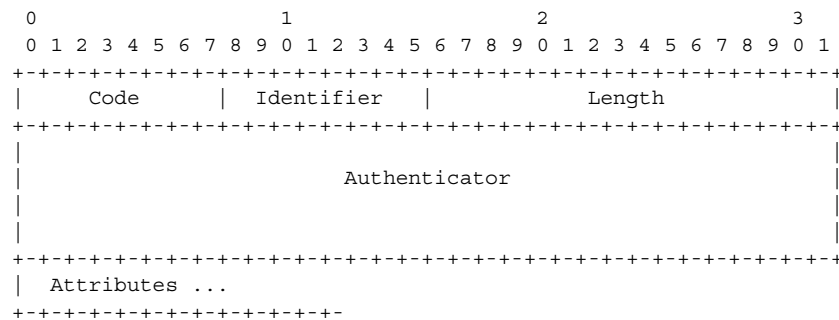 0                   1                   2                   3
 0 1 2 3 4 5 6 7 8 9 0 1 2 3 4 5 6 7 8 9 0 1 2 3 4 5 6 7 8 9 0 1
+-+-+-+-+-+-+-+-+-+-+-+-+-+-+-+-+-+-+-+-+-+-+-+-+-+-+-+-+-+-+-+-+
|     Code      |  Identifier   |            Length             |
+-+-+-+-+-+-+-+-+-+-+-+-+-+-+-+-+-+-+-+-+-+-+-+-+-+-+-+-+-+-+-+-+
|                                                               |
|                         Authenticator                         |
|                                                               |
|                                                               |
+-+-+-+-+-+-+-+-+-+-+-+-+-+-+-+-+-+-+-+-+-+-+-+-+-+-+-+-+-+-+-+-+
|  Attributes ...
+-+-+-+-+-+-+-+-+-+-+-+-+-